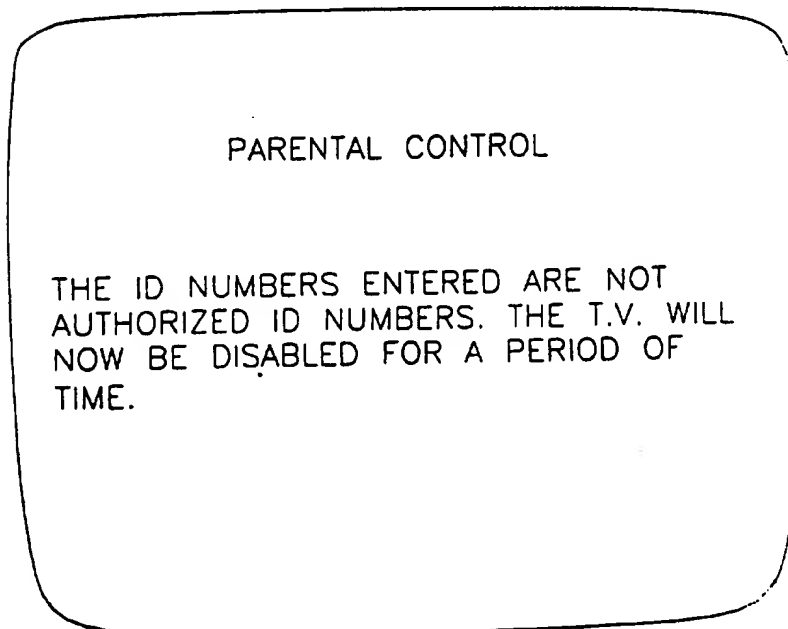 PARENTAL CONTROL
THE ID NUMBERS ENTERED ARE NOT
AUTHORIZED ID NUMBERS. THE T.V. WILL
NOW BE DISABLED FOR A PERIOD OF
TIME.